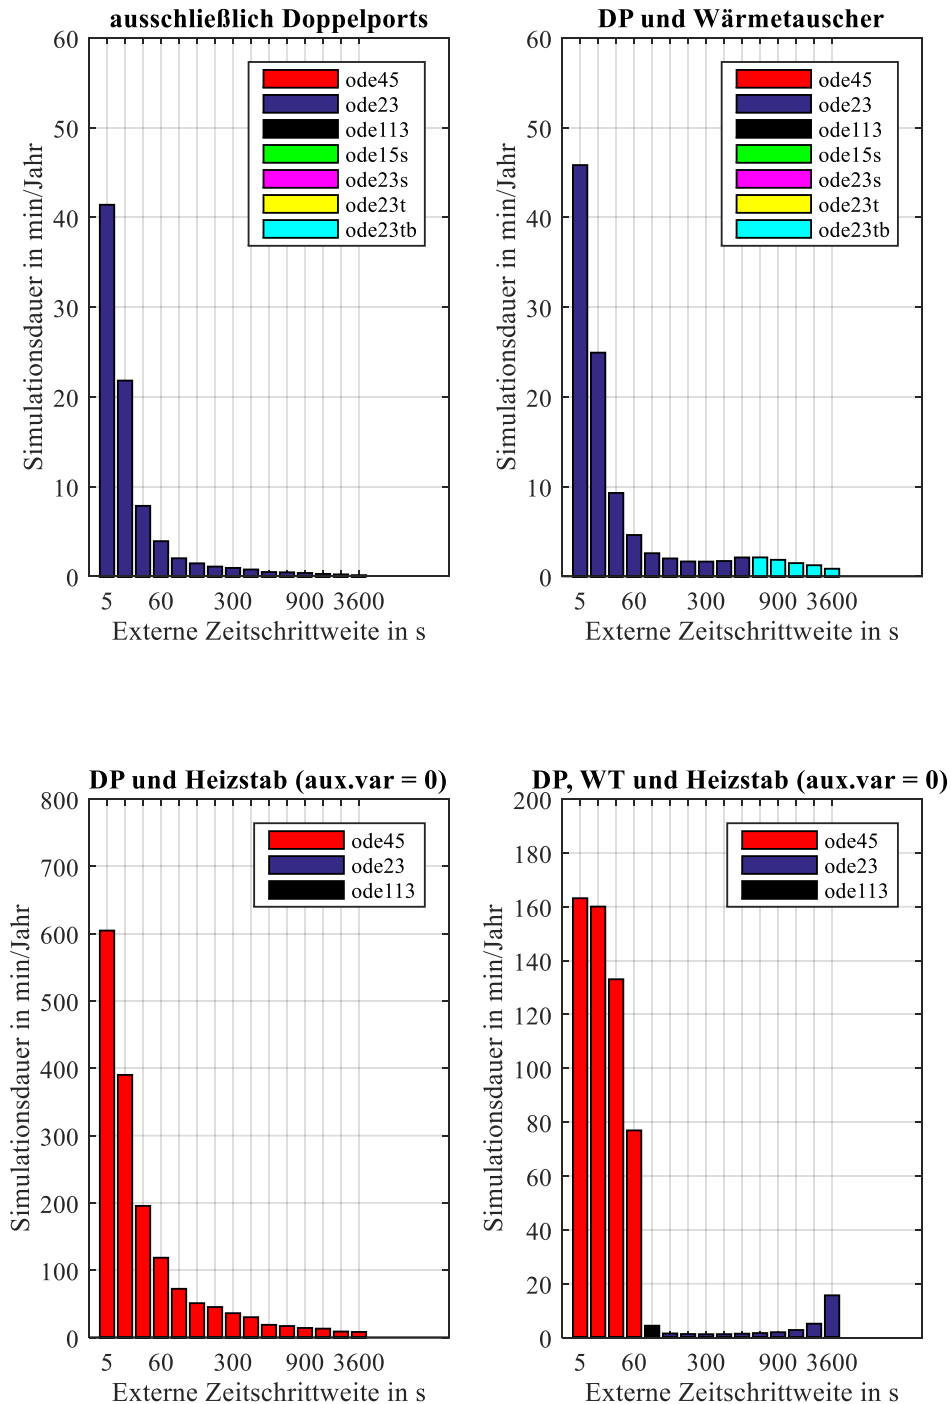 ausschließlich Doppelports
60
50
40
30
20
10
0
Simulationsdauer in min/Jahr
ode45
ode23
ode113
ode15s
ode23s
ode23t
ode23tb
5 60 300 900 3600
Externe Zeitschrittweite in s
DP und Wärmetauscher
60
50
40
30
20
10
0
Simulationsdauer in min/Jahr
ode45
ode23
ode113
ode15s
ode23s
ode23t
ode23tb
5 60 300 900 3600
Externe Zeitschrittweite in s
DP und Heizstab (aux.var = 0)
800
700
600
500
400
300
200
100
0
Simulationsdauer in min/Jahr
ode45
ode23
ode113
5 60 300 900 3600
Externe Zeitschrittweite in s
DP, WT und Heizstab (aux.var = 0)
200
180
160
140
120
100
80
60
40
20
0
Simulationsdauer in min/Jahr
ode45
ode23
ode113
5 60 300 900 3600
Externe Zeitschrittweite in s